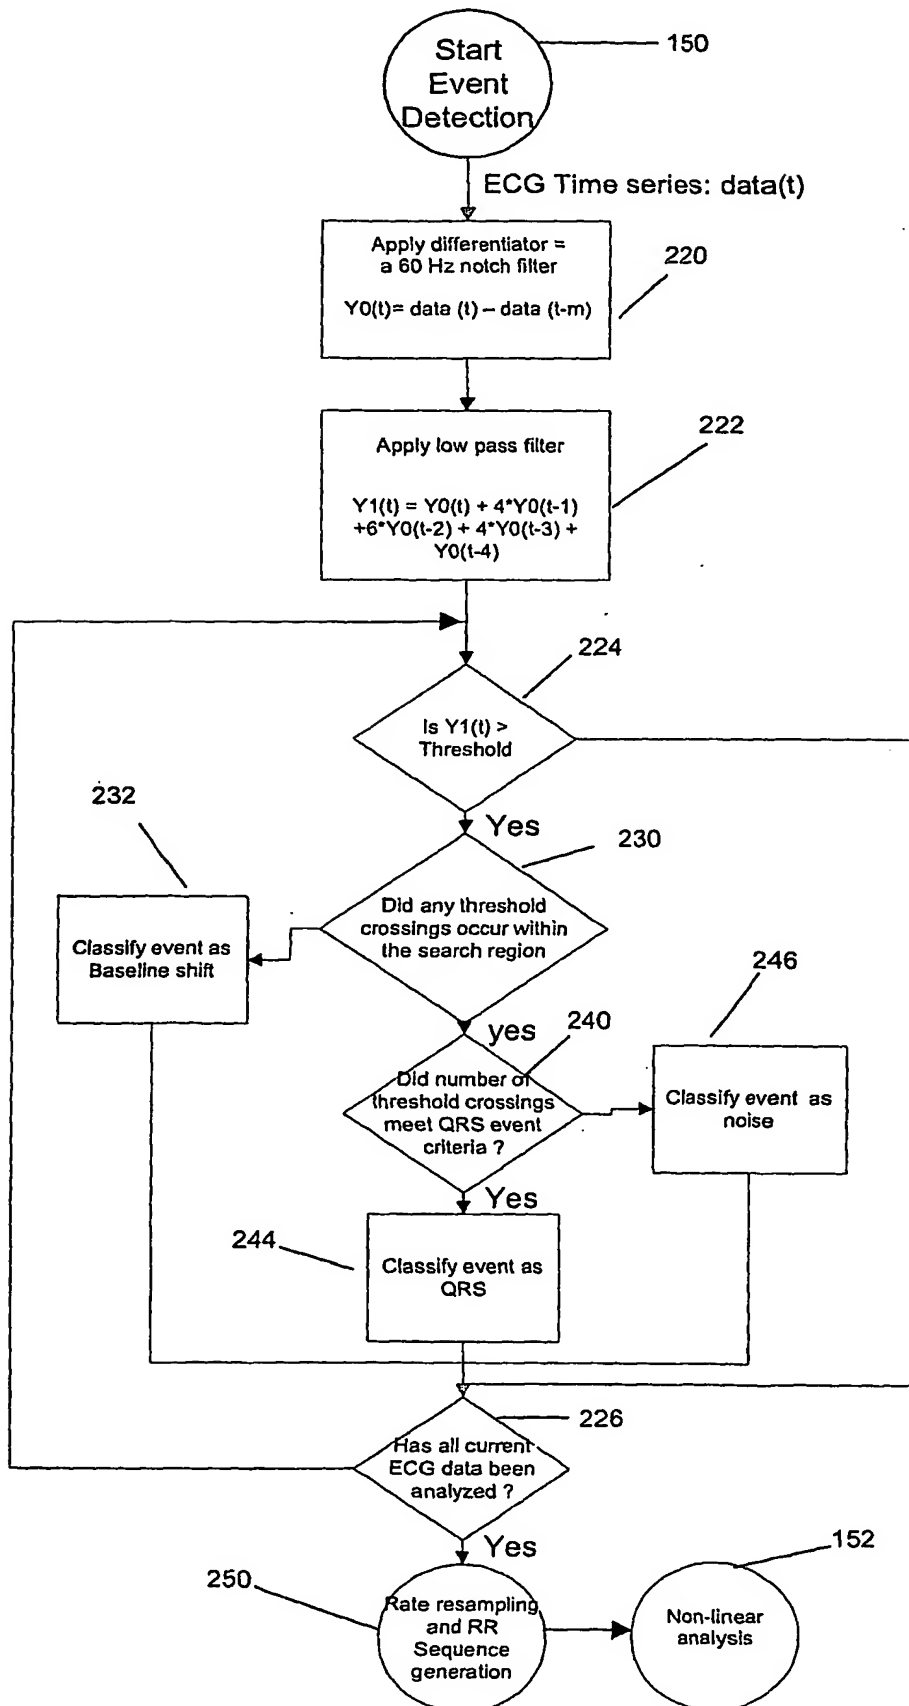 Start
Event
Detection
150
ECG Time series: data(t)
Apply differentiator =
a 60 Hz notch filter
Y0(t)= data (t) – data (t-m)
220
Apply low pass filter
Y1(t) = Y0(t) + 4*Y0(t-1)
+6*Y0(t-2) + 4*Y0(t-3) +
Y0(t-4)
222
224
Is Y1(t) >
Threshold
Yes
230
232
Did any threshold
crossings occur within
the search region
Classify event as
Baseline shift
246
yes
240
Did number of
threshold crossings
meet QRS event
criteria ?
Classify event as
noise
Yes
244
Classify event as
QRS
226
Has all current
ECG data been
analyzed ?
Yes
152
250
Rate resampling
and RR
Sequence
generation
Non-linear
analysis